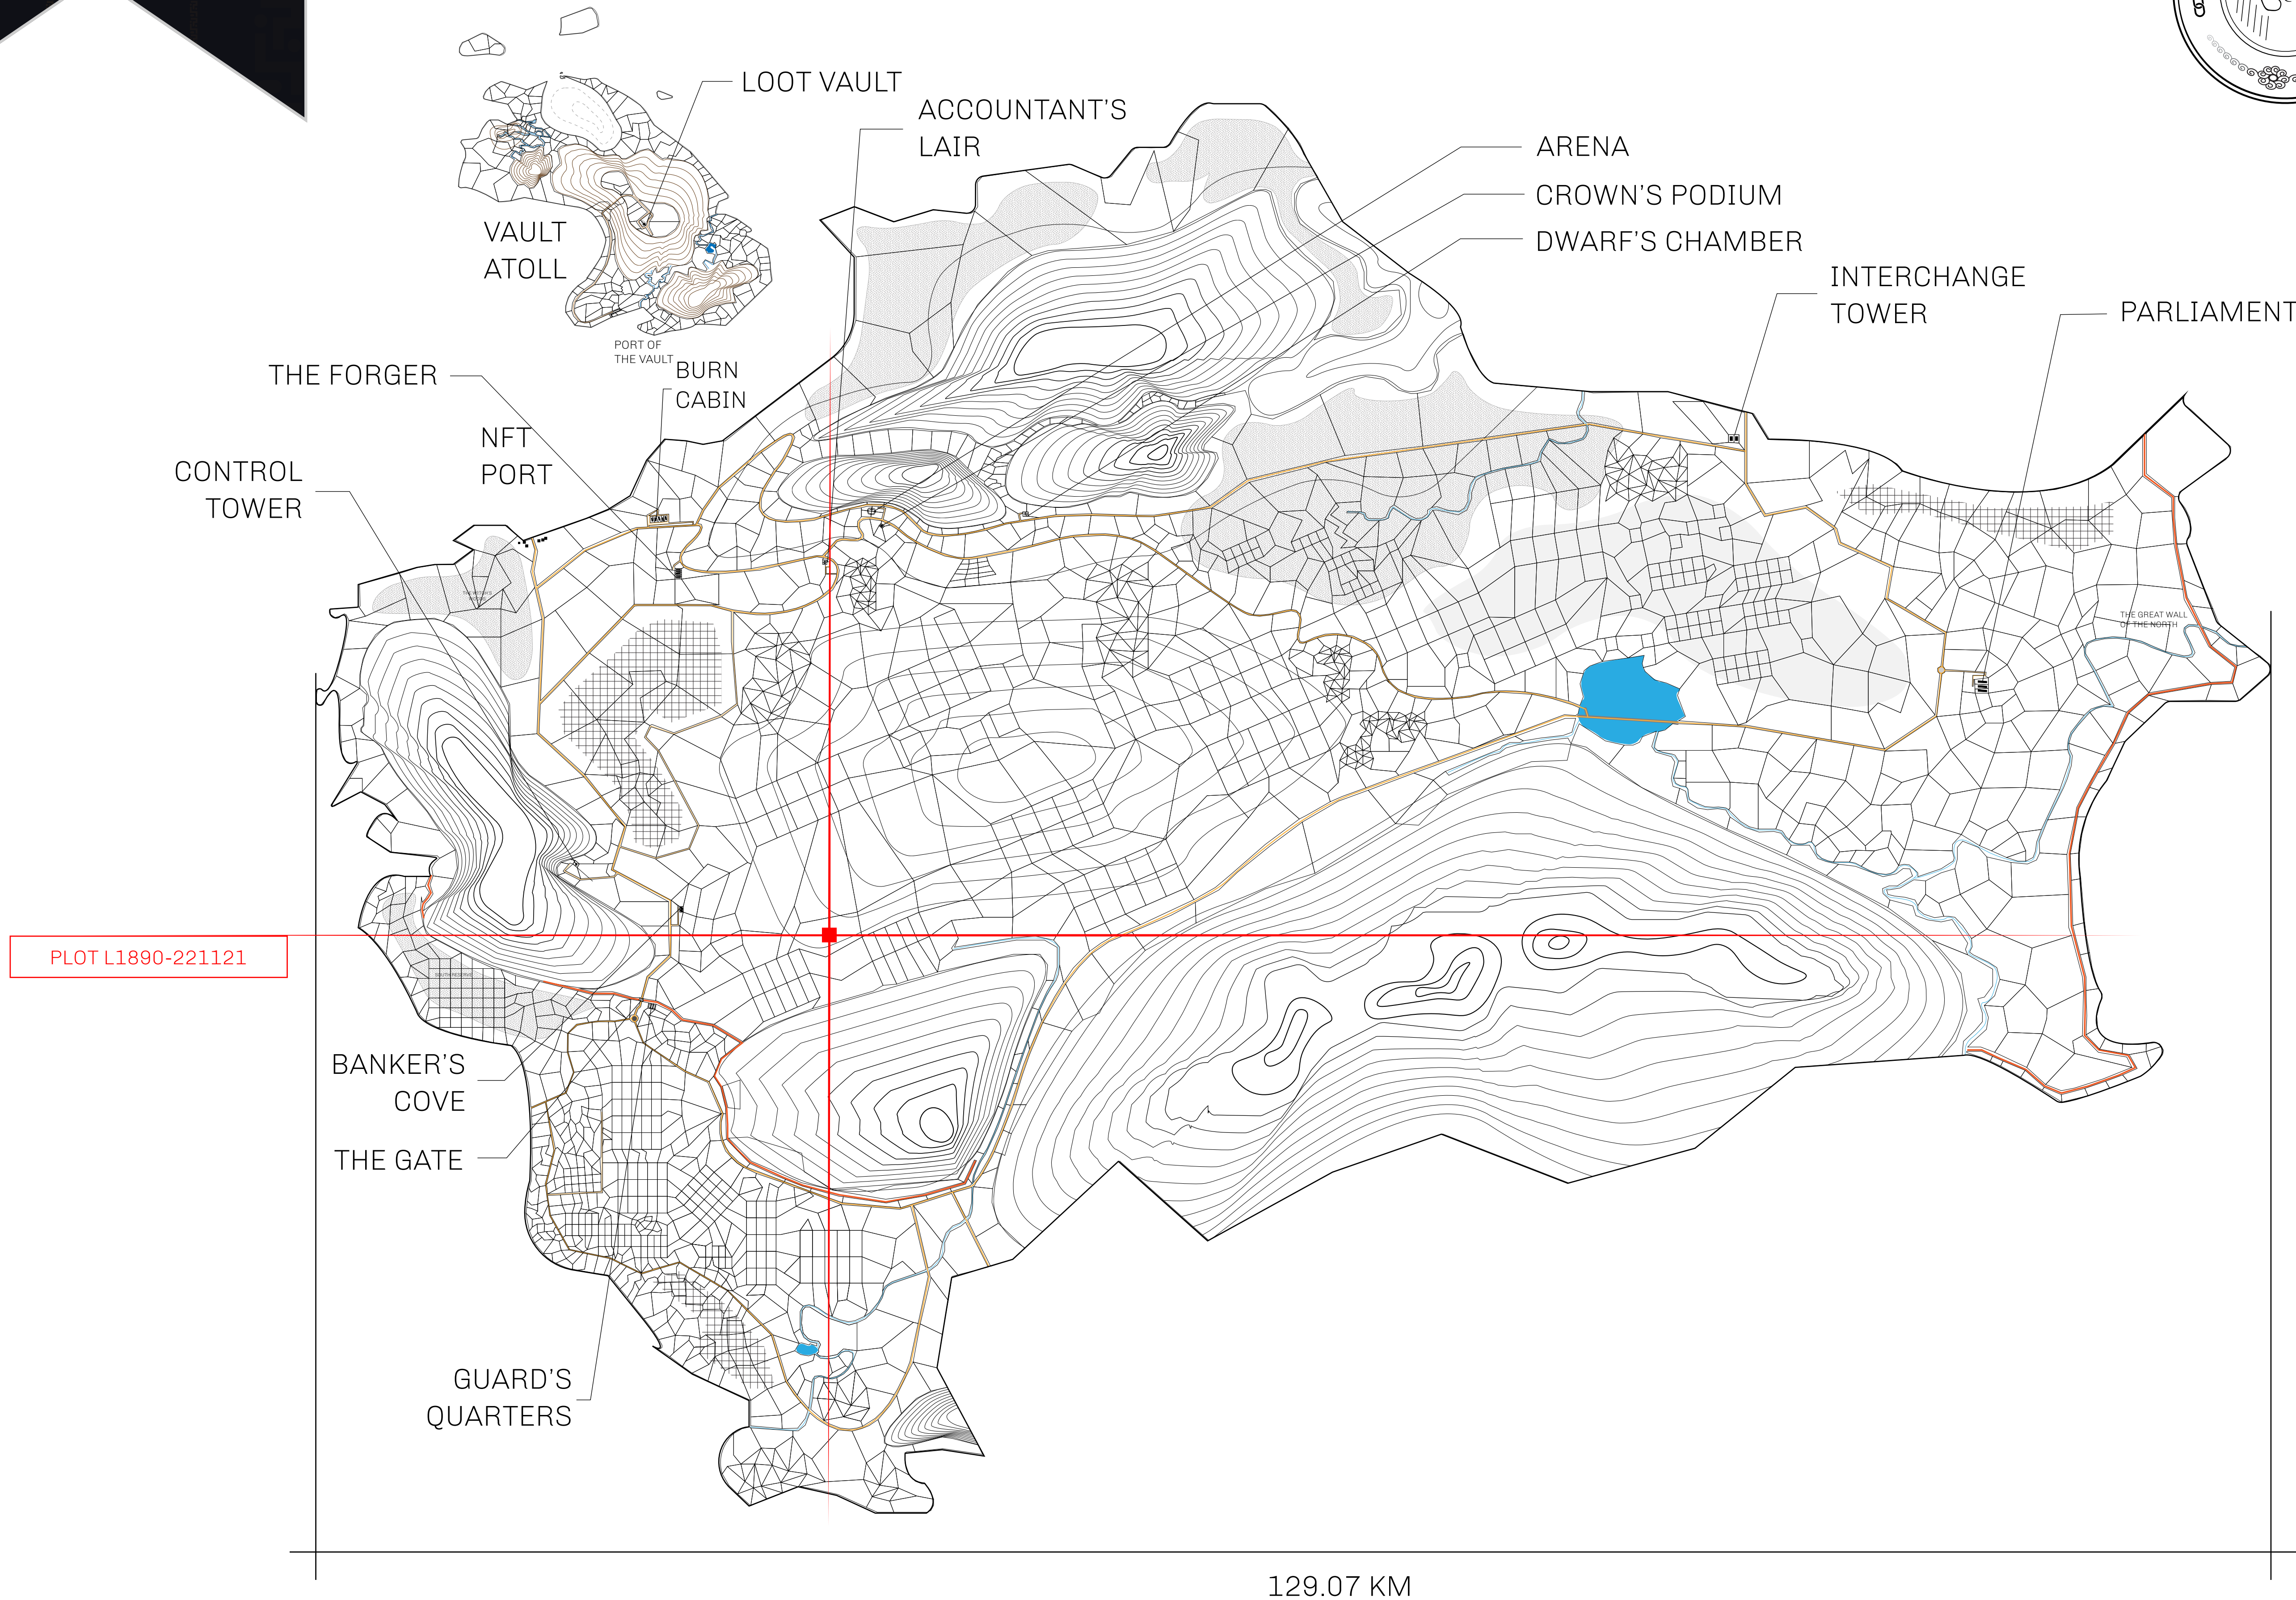 LOOT VAULT
ACCOUNTANT'S
LAIR
ARENA
CROWN'S PODIUM
DWARF'S CHAMBER
VAULT
ATOLL
INTERCHANGE
TOWER
PARLIAMENT
PORT OF
THE VAULT
THE FORGER
BURN
CABIN
NFT
PORT
CONTROL
TOWER
THE GREAT WALL
OF THE NORTH
PLOT L1890-221121
SOUTH RESERVE
BANKER'S
COVE
THE GATE
GUARD'S
QUARTERS
129.07 KM